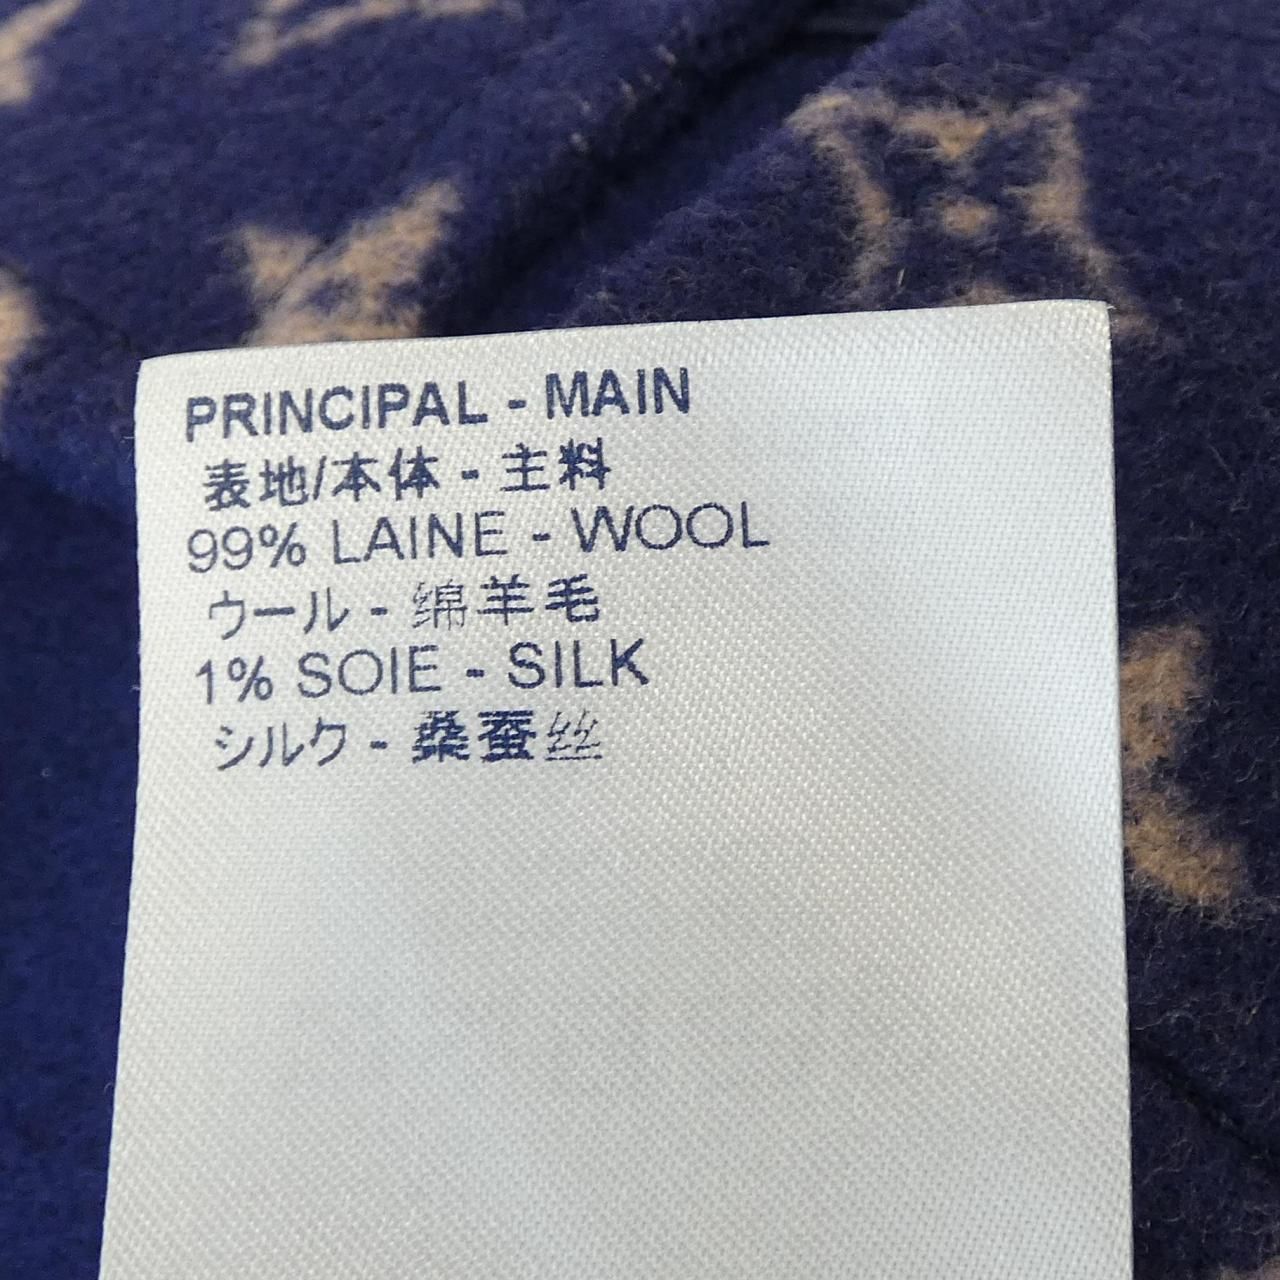 PRINCIPAL - MAIN
表地/本体 - 主料
99% LAINE - WOOL
ウール - 绵羊毛
1% SOIE - SILK
シルク - 桑蚕丝